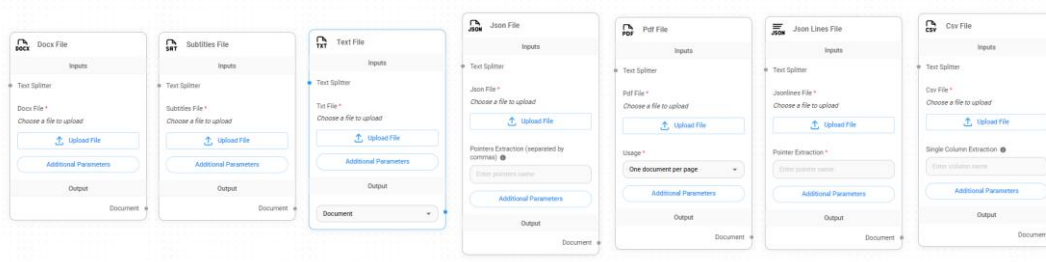 DOCX Docx File
Inputs
Text Splitter
Docx File *
Choose a file to upload
Upload File
Additional Parameters
Output
Document
SRT Subtitles File
Inputs
Text Splitter
Subtitles File *
Choose a file to upload
Upload File
Additional Parameters
Output
Document
TXT Text File
Inputs
Text Splitter
Txt File *
Choose a file to upload
Upload File
Additional Parameters
Output
Document
JSON Json File
Inputs
Text Splitter
Json File *
Choose a file to upload
Upload File
Pointers Extraction (separated by
commas)
Enter pointers name
Additional Parameters
Output
Document
PDF Pdf File
Inputs
Text Splitter
Pdf File *
Choose a file to upload
Upload File
Usage *
One document per page
Additional Parameters
Output
Document
JSON Json Lines File
Inputs
Text Splitter
Jsonlines File *
Choose a file to upload
Upload File
Pointer Extraction *
Enter pointer name
Additional Parameters
Output
Document
CSV Csv File
Inputs
Text Splitter
Csv File *
Choose a file to upload
Upload File
Single Column Extraction
Enter column name
Additional Parameters
Output
Document